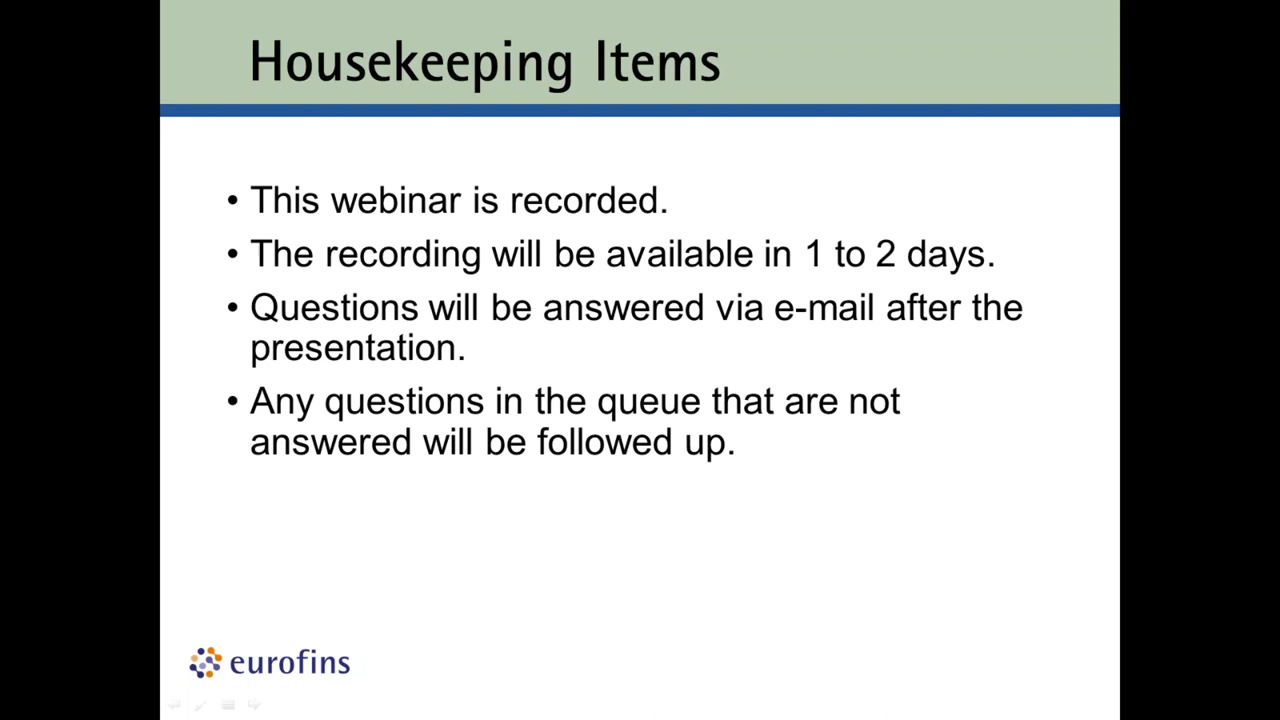 Housekeeping Items
• This webinar is recorded.
• The recording will be available in 1 to 2 days.
• Questions will be answered via e-mail after the
presentation.
• Any questions in the queue that are not
answered will be followed up.
eurofins